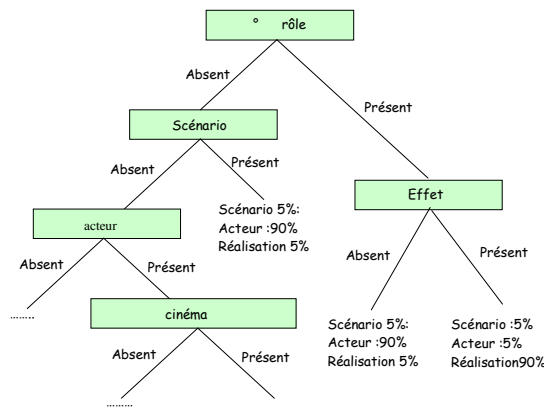 ° rôle
Absent
Présent
Scénario
Absent
Présent
Effet
Scénario 5%:
Acteur :90%
Réalisation 5%
acteur
Absent
Présent
Absent
Présent
........
cinéma
Scénario 5%:
Acteur :90%
Réalisation 5%
Scénario :5%
Acteur :5%
Réalisation90%
Absent
Présent
.........